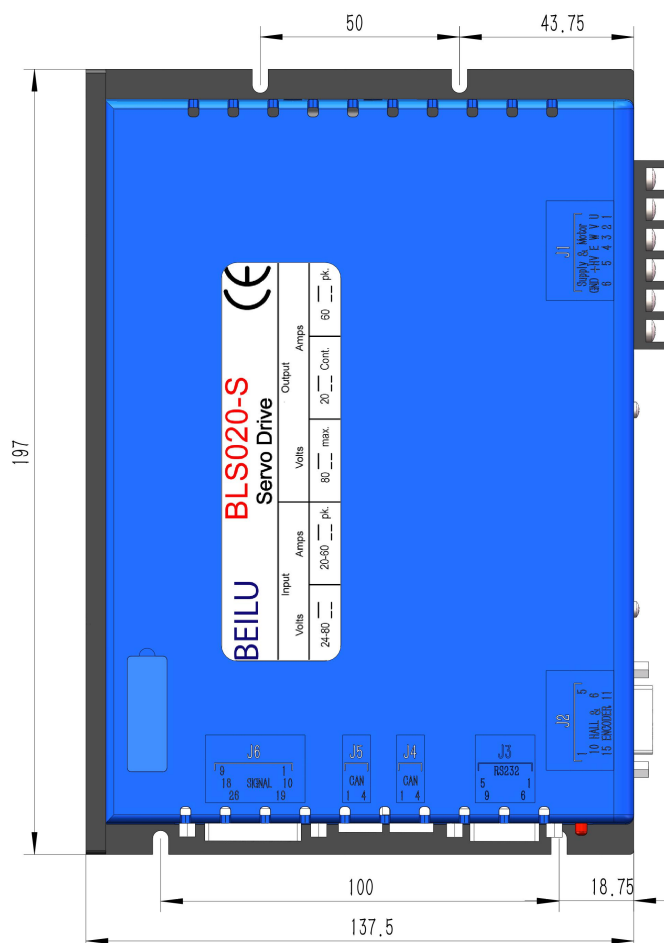 50
43.75
197
J1
Supply & Motor
GND +HV E W V U
6 5 4 3 2 1
BEILU BLS020-S CE
Servo Drive
Input Output
Volts Amps Volts Amps
24-80 20-60 pk. 80 max. 20 Cont. 60 pk.
J2
1 5
10 HALL & 6
15 ENCODER 11
J6
9 1
18 SIGNAL 10
26 19
J5
CAN
1 4
J4
CAN
1 4
J3
RS232
5 1
9 6
100
18.75
137.5